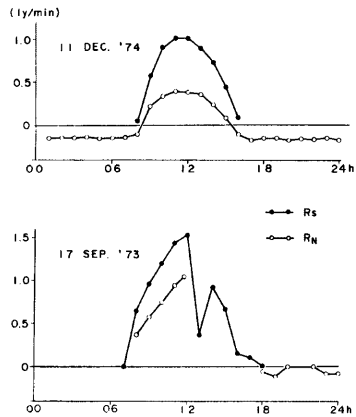 (ly/min)
1.0
11 DEC. '74
0.5
0
00 06 12 18 24h
Rs
RN
1.5
17 SEP. '73
1.0
0.5
0
00 06 12 18 24h